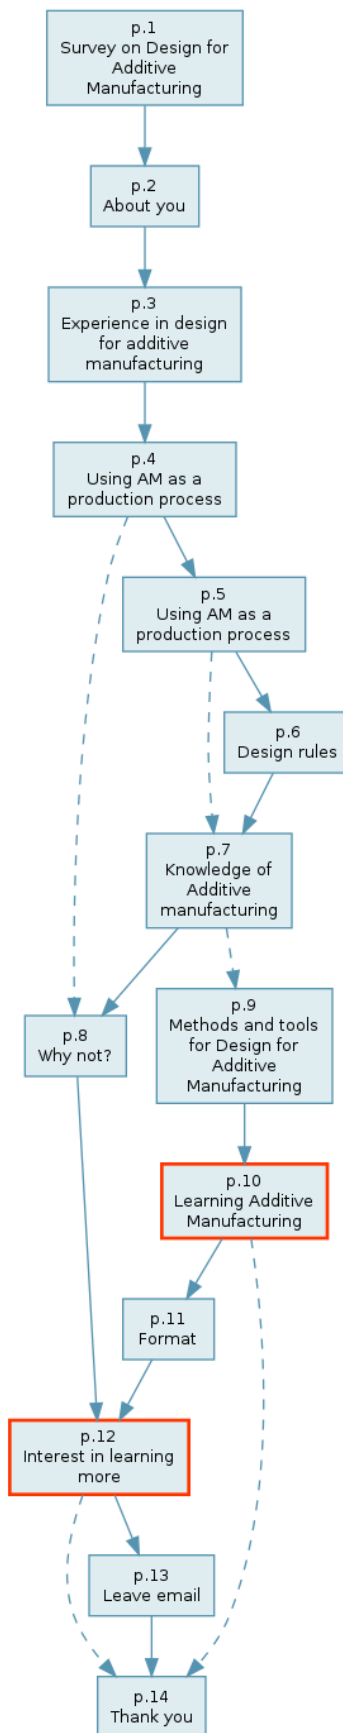 p.1
Survey on Design for
Additive
Manufacturing
p.2
About you
p.3
Experience in design
for additive
manufacturing
p.4
Using AM as a
production process
p.5
Using AM as a
production process
p.6
Design rules
p.7
Knowledge of
Additive
manufacturing
p.8
Why not?
p.9
Methods and tools
for Design for
Additive
Manufacturing
p.10
Learning Additive
Manufacturing
p.11
Format
p.12
Interest in learning
more
p.13
Leave email
p.14
Thank you